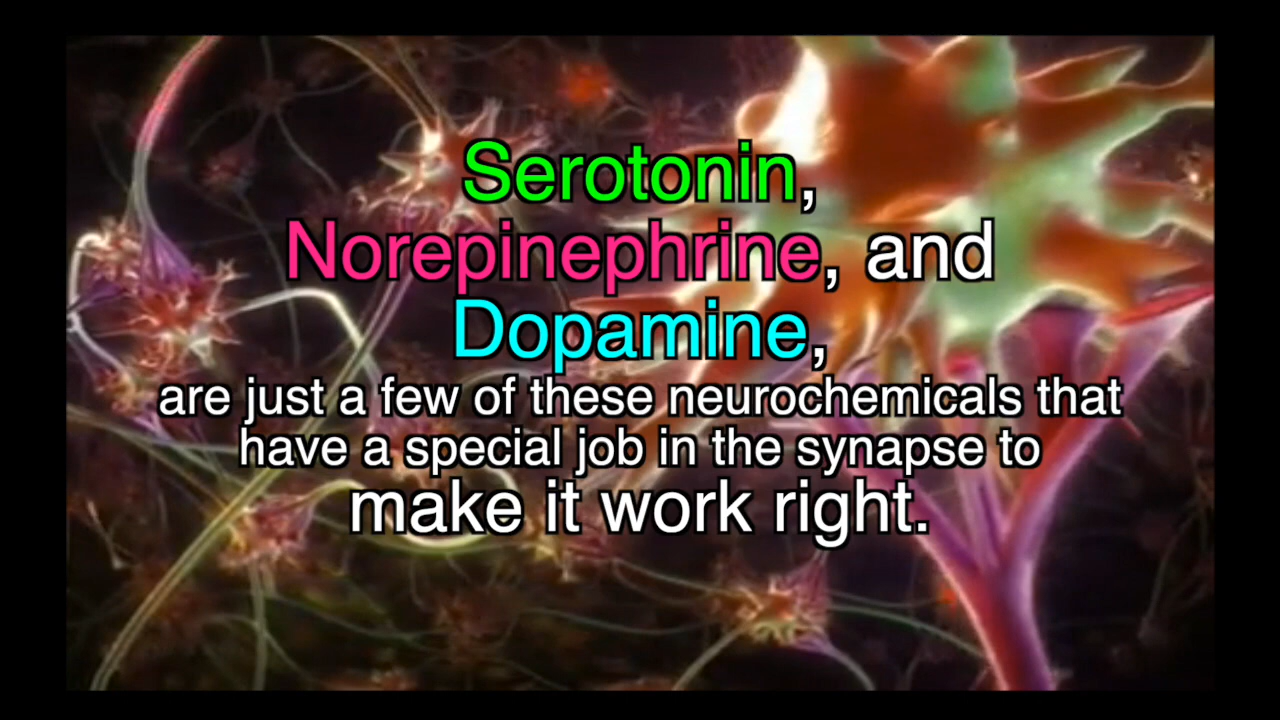 Serotonin,
Norepinephrine, and
Dopamine,
are just a few of these neurochemicals that
have a special job in the synapse to
make it work right.